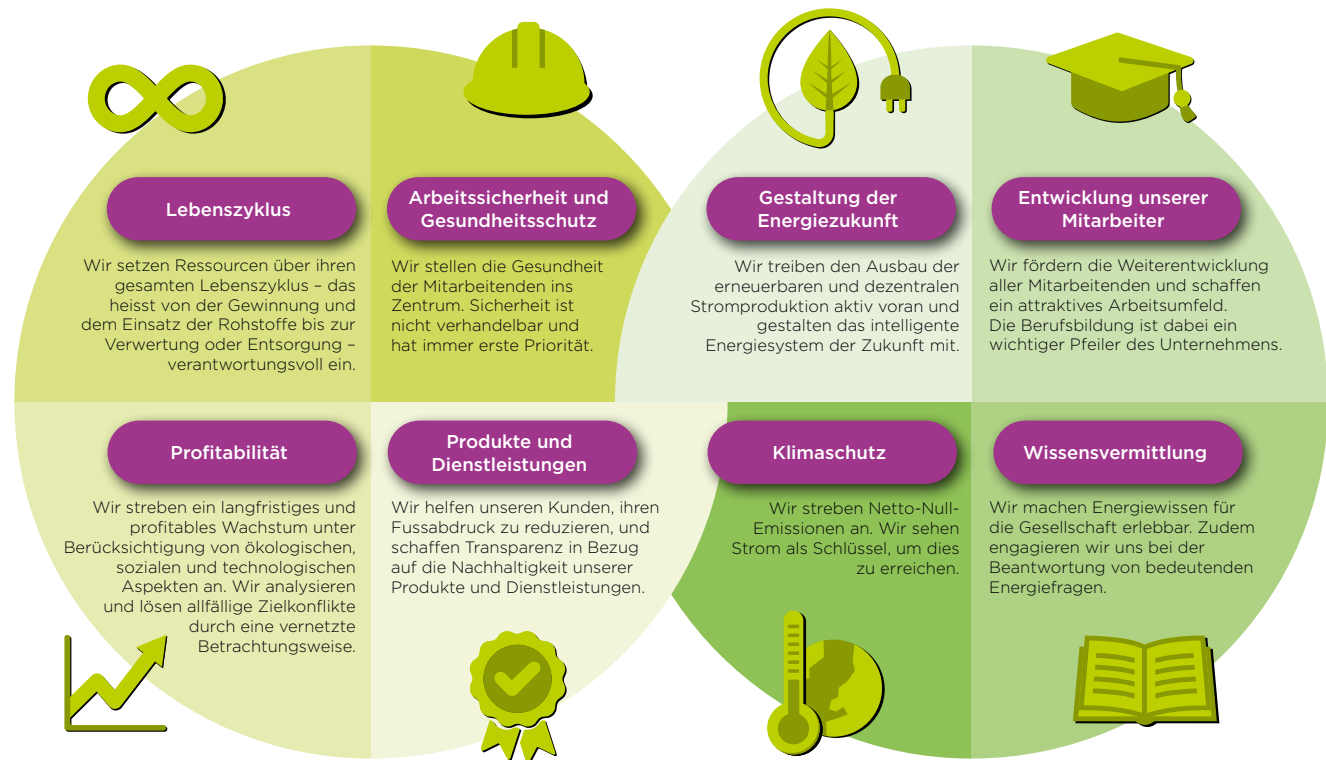 Lebenszyklus
Wir setzen Ressourcen über ihren
gesamten Lebenszyklus – das
heisst von der Gewinnung und
dem Einsatz der Rohstoffe bis zur
Verwertung oder Entsorgung –
verantwortungsvoll ein.
Arbeitssicherheit und
Gesundheitsschutz
Wir stellen die Gesundheit
der Mitarbeitenden ins
Zentrum. Sicherheit ist
nicht verhandelbar und
hat immer erste Priorität.
Gestaltung der
Energiezukunft
Wir treiben den Ausbau der
erneuerbaren und dezentralen
Stromproduktion aktiv voran und
gestalten das intelligente
Energiesystem der Zukunft mit.
Entwicklung unserer
Mitarbeiter
Wir fördern die Weiterentwicklung
aller Mitarbeitenden und schaffen
ein attraktives Arbeitsumfeld.
Die Berufsbildung ist dabei ein
wichtiger Pfeiler des Unternehmens.
Profitabilität
Wir streben ein langfristiges und
profitables Wachstum unter
Berücksichtigung von ökologischen,
sozialen und technologischen
Aspekten an. Wir analysieren
und lösen allfällige Zielkonflikte
durch eine vernetzte
Betrachtungsweise.
Produkte und
Dienstleistungen
Wir helfen unseren Kunden, ihren
Fussabdruck zu reduzieren, und
schaffen Transparenz in Bezug
auf die Nachhaltigkeit unserer
Produkte und Dienstleistungen.
Klimaschutz
Wir streben Netto-Null-
Emissionen an. Wir sehen
Strom als Schlüssel, um dies
zu erreichen.
Wissensvermittlung
Wir machen Energiewissen für
die Gesellschaft erlebbar. Zudem
engagieren wir uns bei der
Beantwortung von bedeutenden
Energiefragen.